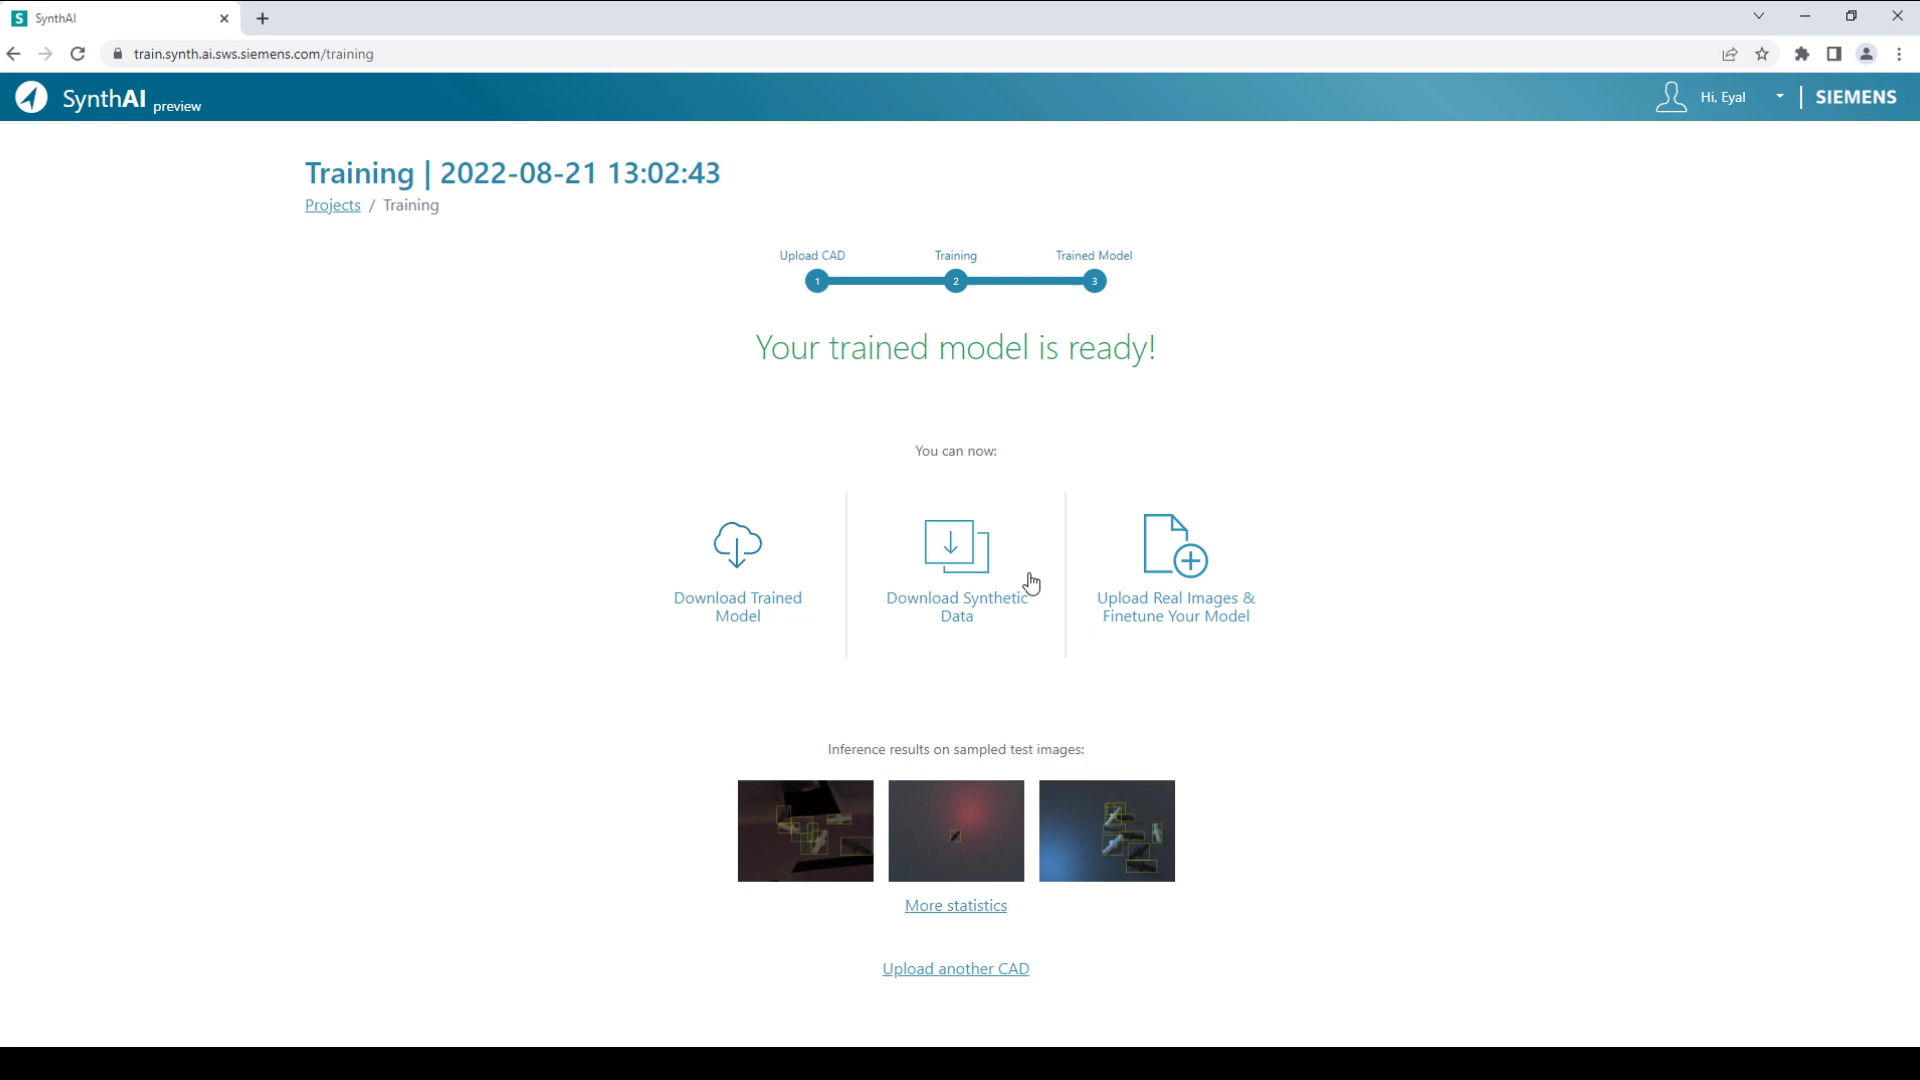 SynthAI
train.synth.ai.sws.siemens.com/training
SynthAI preview
Hi, Eyal
SIEMENS
Training | 2022-08-21 13:02:43
Projects / Training
Upload CAD
Training
Trained Model
1
2
3
Your trained model is ready!
You can now:
Download Trained
Model
Download Synthetic
Data
Upload Real Images &
Finetune Your Model
Inference results on sampled test images:
More statistics
Upload another CAD